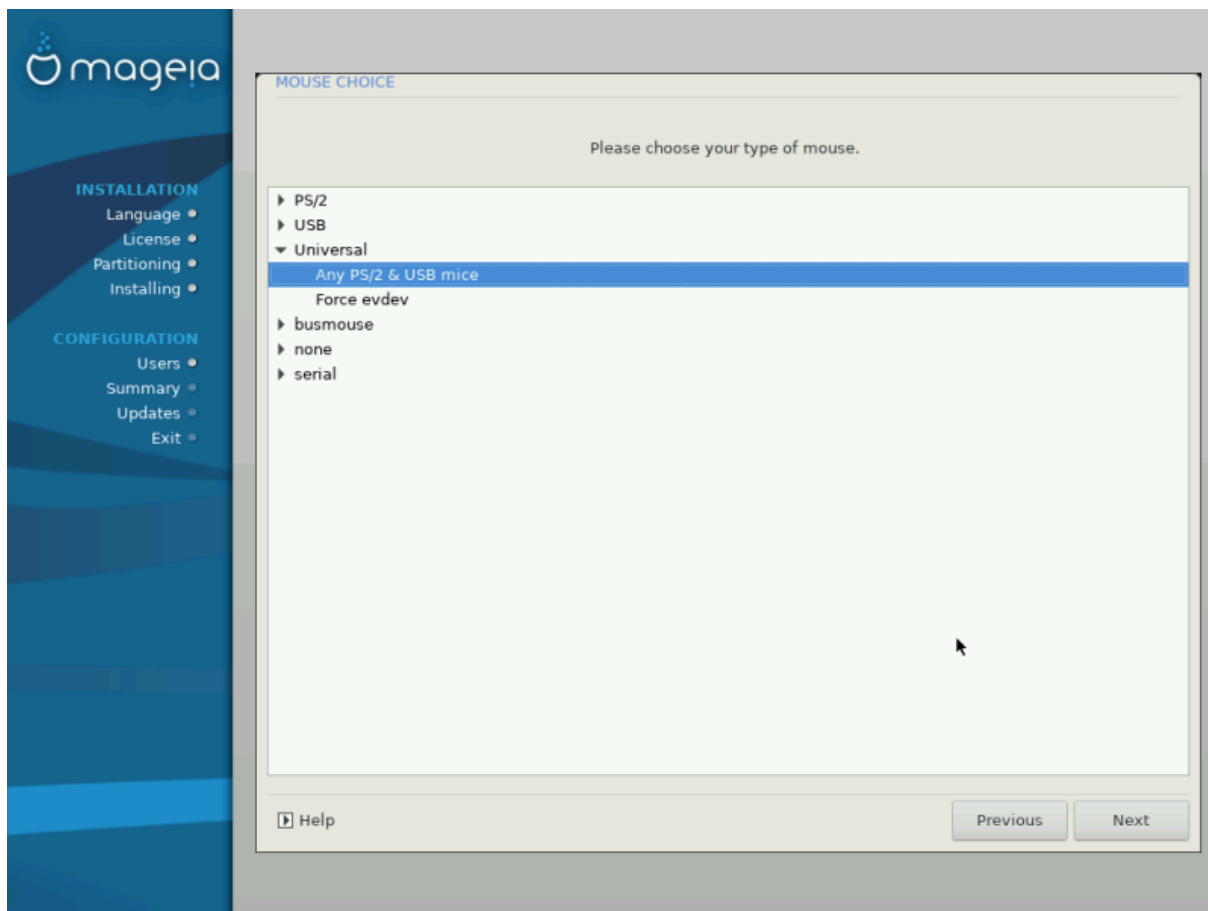 mageia
INSTALLATION
Language
License
Partitioning
Installing
CONFIGURATION
Users
Summary
Updates
Exit
MOUSE CHOICE
Please choose your type of mouse.
PS/2
USB
Universal
Any PS/2 & USB mice
Force evdev
busmouse
none
serial
Help
Previous
Next